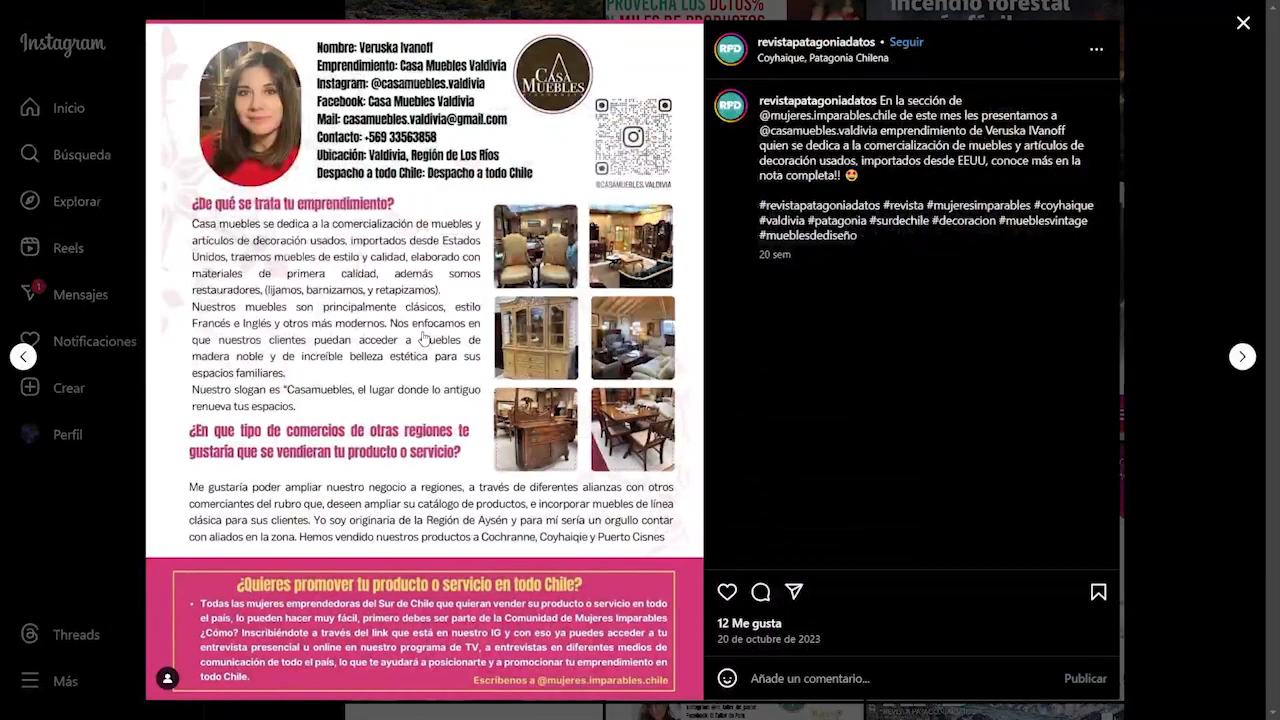 PROVECHA LOS DCTOS%
N MILES DE PRODUCTOS
incendio forestal
Instagram
Inicio
Búsqueda
Explorar
Reels
1
Mensajes
Notificaciones
Crear
Perfil
Threads
Más
Nombre: Veruska Ivanoff
Emprendimiento: Casa Muebles Valdivia
Instagram: @casamuebles.valdivia
Facebook: Casa Muebles Valdivia
Mail: casamuebles.valdivia@gmail.com
Contacto: +569 33563858
Ubicación: Valdivia, Región de Los Ríos
Despacho a todo Chile: Despacho a todo Chile
CASA
MUEBLES
@CASAMUEBLES.VALDIVIA
¿De qué se trata tu emprendimiento?
Casa muebles se dedica a la comercialización de muebles y
artículos de decoración usados, importados desde Estados
Unidos, traemos muebles de estilo y calidad, elaborado con
materiales de primera calidad, además somos
restauradores, (lijamos, barnizamos, y retapizamos).
Nuestros muebles son principalmente clásicos, estilo
Francés e Inglés y otros más modernos. Nos enfocamos en
que nuestros clientes puedan acceder a muebles de
madera noble y de increíble belleza estética para sus
espacios familiares.
Nuestro slogan es "Casamuebles, el lugar donde lo antiguo
renueva tus espacios.
¿En que tipo de comercios de otras regiones te
gustaría que se vendieran tu producto o servicio?
Me gustaría poder ampliar nuestro negocio a regiones, a través de diferentes alianzas con otros
comerciantes del rubro que, deseen ampliar su catálogo de productos, e incorporar muebles de línea
clásica para sus clientes. Yo soy originaria de la Región de Aysén y para mí sería un orgullo contar
con aliados en la zona. Hemos vendido nuestros productos a Cochranne, Coyhaiqie y Puerto Cisnes
¿Quieres promover tu producto o servicio en todo Chile?
• Todas las mujeres emprendedoras del Sur de Chile que quieran vender su producto o servicio en todo
el país, lo pueden hacer muy fácil, primero debes ser parte de la Comunidad de Mujeres Imparables
¿Cómo? Inscribiéndote a través del link que está en nuestro IG y con eso ya puedes acceder a tu
entrevista presencial u online en nuestro programa de TV, a entrevistas en diferentes medios de
comunicación de todo el país, lo que te ayudará a posicionarte y a promocionar tu emprendimiento en
todo Chile.
Escríbenos a @mujeres.imparables.chile
RPD
revistapatagoniadatos • Seguir
Coyhaique, Patagonia Chilena
RPD
revistapatagoniadatos En la sección de
@mujeres.imparables.chile de este mes les presentamos a
@casamuebles.valdivia emprendimiento de Veruska IVanoff
quien se dedica a la comercialización de muebles y artículos de
decoración usados, importados desde EEUU, conoce más en la
nota completa!! 😍
#revistapatagoniadatos #revista #mujeresimparables #coyhaique
#valdivia #patagonia #surdechile #decoracion #mueblesvintage
#mueblesdediseño
20 sem
12 Me gusta
20 de octubre de 2023
Añade un comentario...
Publicar